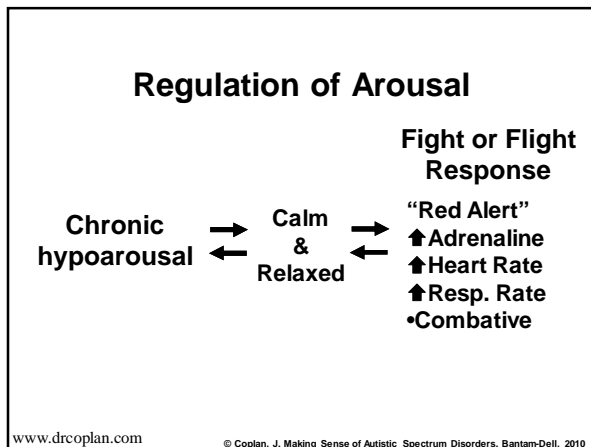 Regulation of Arousal
Fight or Flight
Response
Chronic
hypoarousal
Calm
&
Relaxed
“Red Alert”
⬆Adrenaline
⬆Heart Rate
⬆Resp. Rate
•Combative
www.drcoplan.com
© Coplan, J. Making Sense of Autistic Spectrum Disorders. Bantam-Dell, 2010